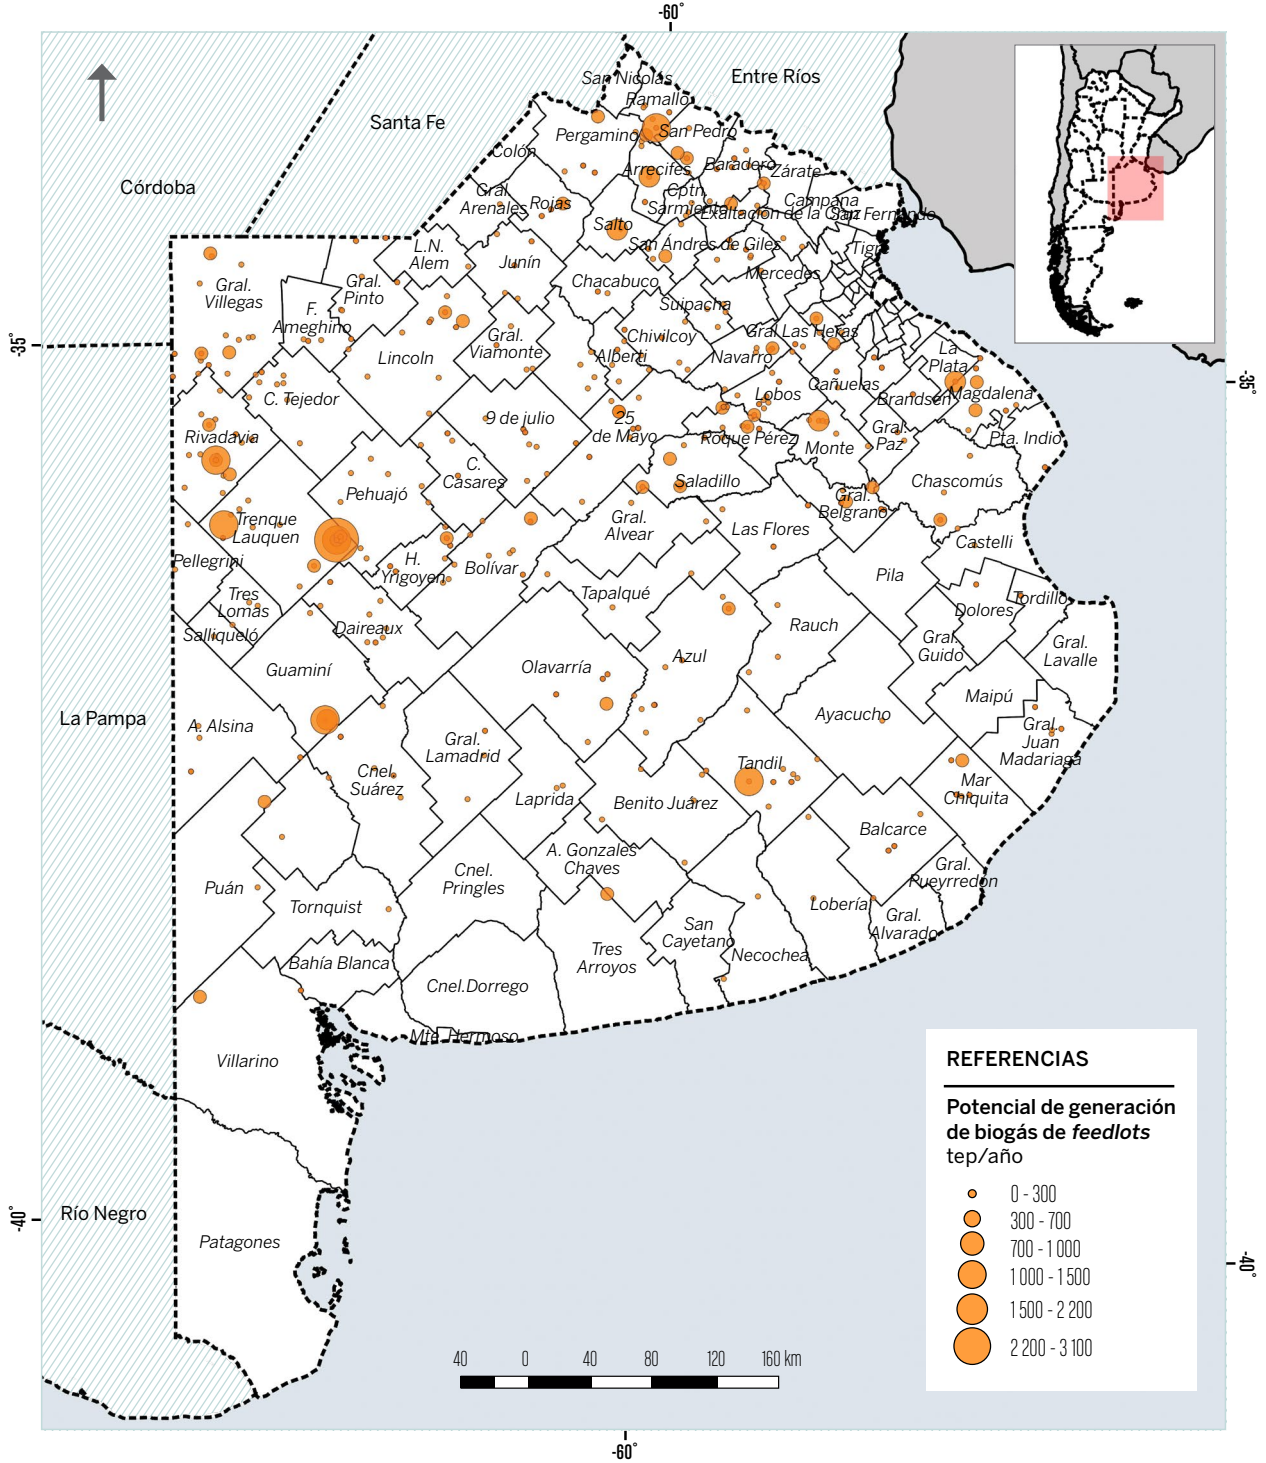 -60°
Entre Ríos
San Nicolás
Ramallo
Santa Fe
Pergamino
San Pedro
Colón
Córdoba
Arrecifes
Baradero
Zárate
Gral.
Arenales
Rojas
Cptn.
Sarmiento
Campana
Exaltación de la Cruz
San Fernando
Salto
San Ándres de Giles
Tigre
L.N.
Alem
Junín
Mercedes
Gral.
Villegas
Gral.
Pinto
Chacabuco
Suipacha
F.
Ameghino
-35°
Lincoln
Gral.
Viamonte
Chivilcoy
Gral Las Heras
Alberti
Navarro
La
Plata
-35°
C. Tejedor
Lobos
Cañuelas
Brandsen
Magdalena
9 de julio
25
de Mayo
Roque Pérez
Monte
Gral.
Paz
Pta. Indio
Rivadavia
Pehuajó
C.
Casares
Saladillo
Chascomús
Gral.
Belgrano
Trenque
Lauquen
Gral.
Alvear
Las Flores
Castelli
Pellegrini
H.
Yrigoyen
Bolívar
Pila
Tres
Lomas
Tapalqué
Dolores
Tordillo
Salliqueló
Daireaux
Rauch
Gral.
Guido
Gral.
Lavalle
Guaminí
Olavarría
Azul
Maipú
La Pampa
A. Alsina
Ayacucho
Gral.
Lamadrid
Gral.
Juan
Madariaga
Cnel.
Suárez
Tandil
Mar
Chiquita
Laprida
Benito Juárez
Balcarce
A. Gonzales
Chaves
Puán
Cnel.
Pringles
Gral.
Pueyrredón
Tornquist
Lobería
Gral.
Alvarado
San
Cayetano
Necochea
Bahía Blanca
Tres
Arroyos
Cnel.Dorrego
Mte. Hermoso
Villarino
REFERENCIAS
Potencial de generación
de biogás de feedlots
tep/año
0 - 300
300 - 700
700 - 1 000
1 000 - 1 500
1 500 - 2 200
2 200 - 3 100
-40°
Río Negro
Patagones
-40°
40 0 40 80 120 160 km
-60°